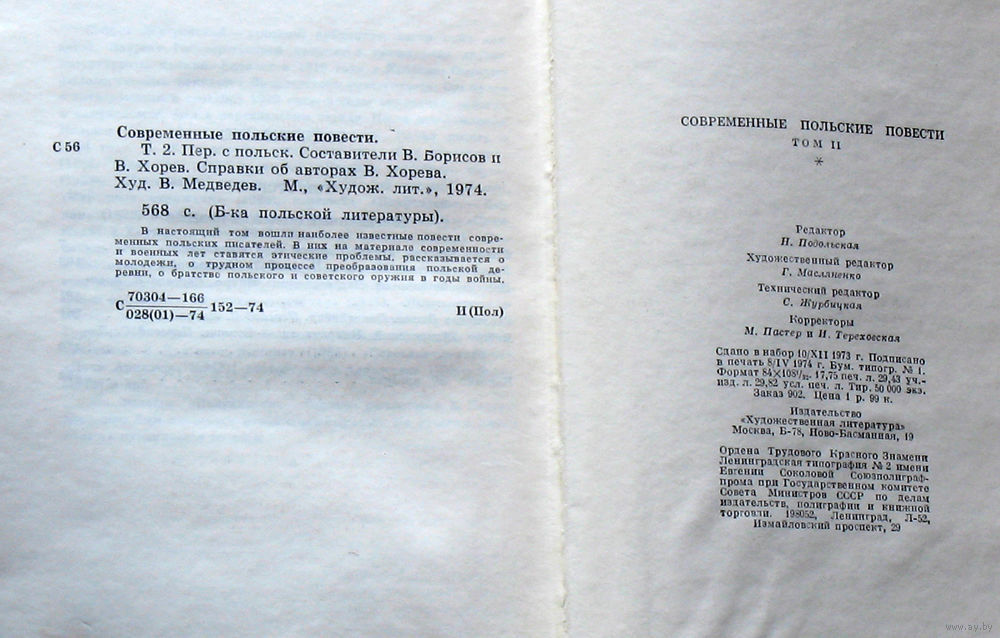 С 56
Современные польские повести.
Т. 2. Пер. с польск. Составители В. Борисов и
В. Хорев. Справки об авторах В. Хорева.
Худ. В. Медведев. М., «Худож. лит.», 1974.
568 с. (Б-ка польской литературы).
В настоящий том вошли наиболее известные повести совре-
менных польских писателей. В них на материале современности
и военных лет ставятся этические проблемы, рассказывается о
молодежи, о трудном процессе преобразования польской де-
ревни, о братстве польского и советского оружия в годы войны.
С 70304—166
028(01)—74 152—74
И(Пол)
СОВРЕМЕННЫЕ ПОЛЬСКИЕ ПОВЕСТИ
ТОМ II
*
Редактор
Н. Подольская
Художественный редактор
Г. Масляненко
Технический редактор
С. Журбицкая
Корректоры
М. Пастер и И. Тереховская
Сдано в набор 10/XII 1973 г. Подписано
в печать 8/IV 1974 г. Бум. типогр. № 1.
Формат 84×108¹/₃₂. 17,75 печ. л. 29,43 уч.-
изд. л. 29,82 усл. печ. л. Тир. 50 000 экз.
Заказ 902. Цена 1 р. 99 к.
Издательство
«Художественная литература»
Москва, Б-78, Ново-Басманная, 19
Ордена Трудового Красного Знамени
Ленинградская типография № 2 имени
Евгении Соколовой Союзполиграф-
прома при Государственном комитете
Совета Министров СССР по делам
издательств, полиграфии и книжной
торговли. 198052, Ленинград, Л-52,
Измайловский проспект, 29
www.ay.by